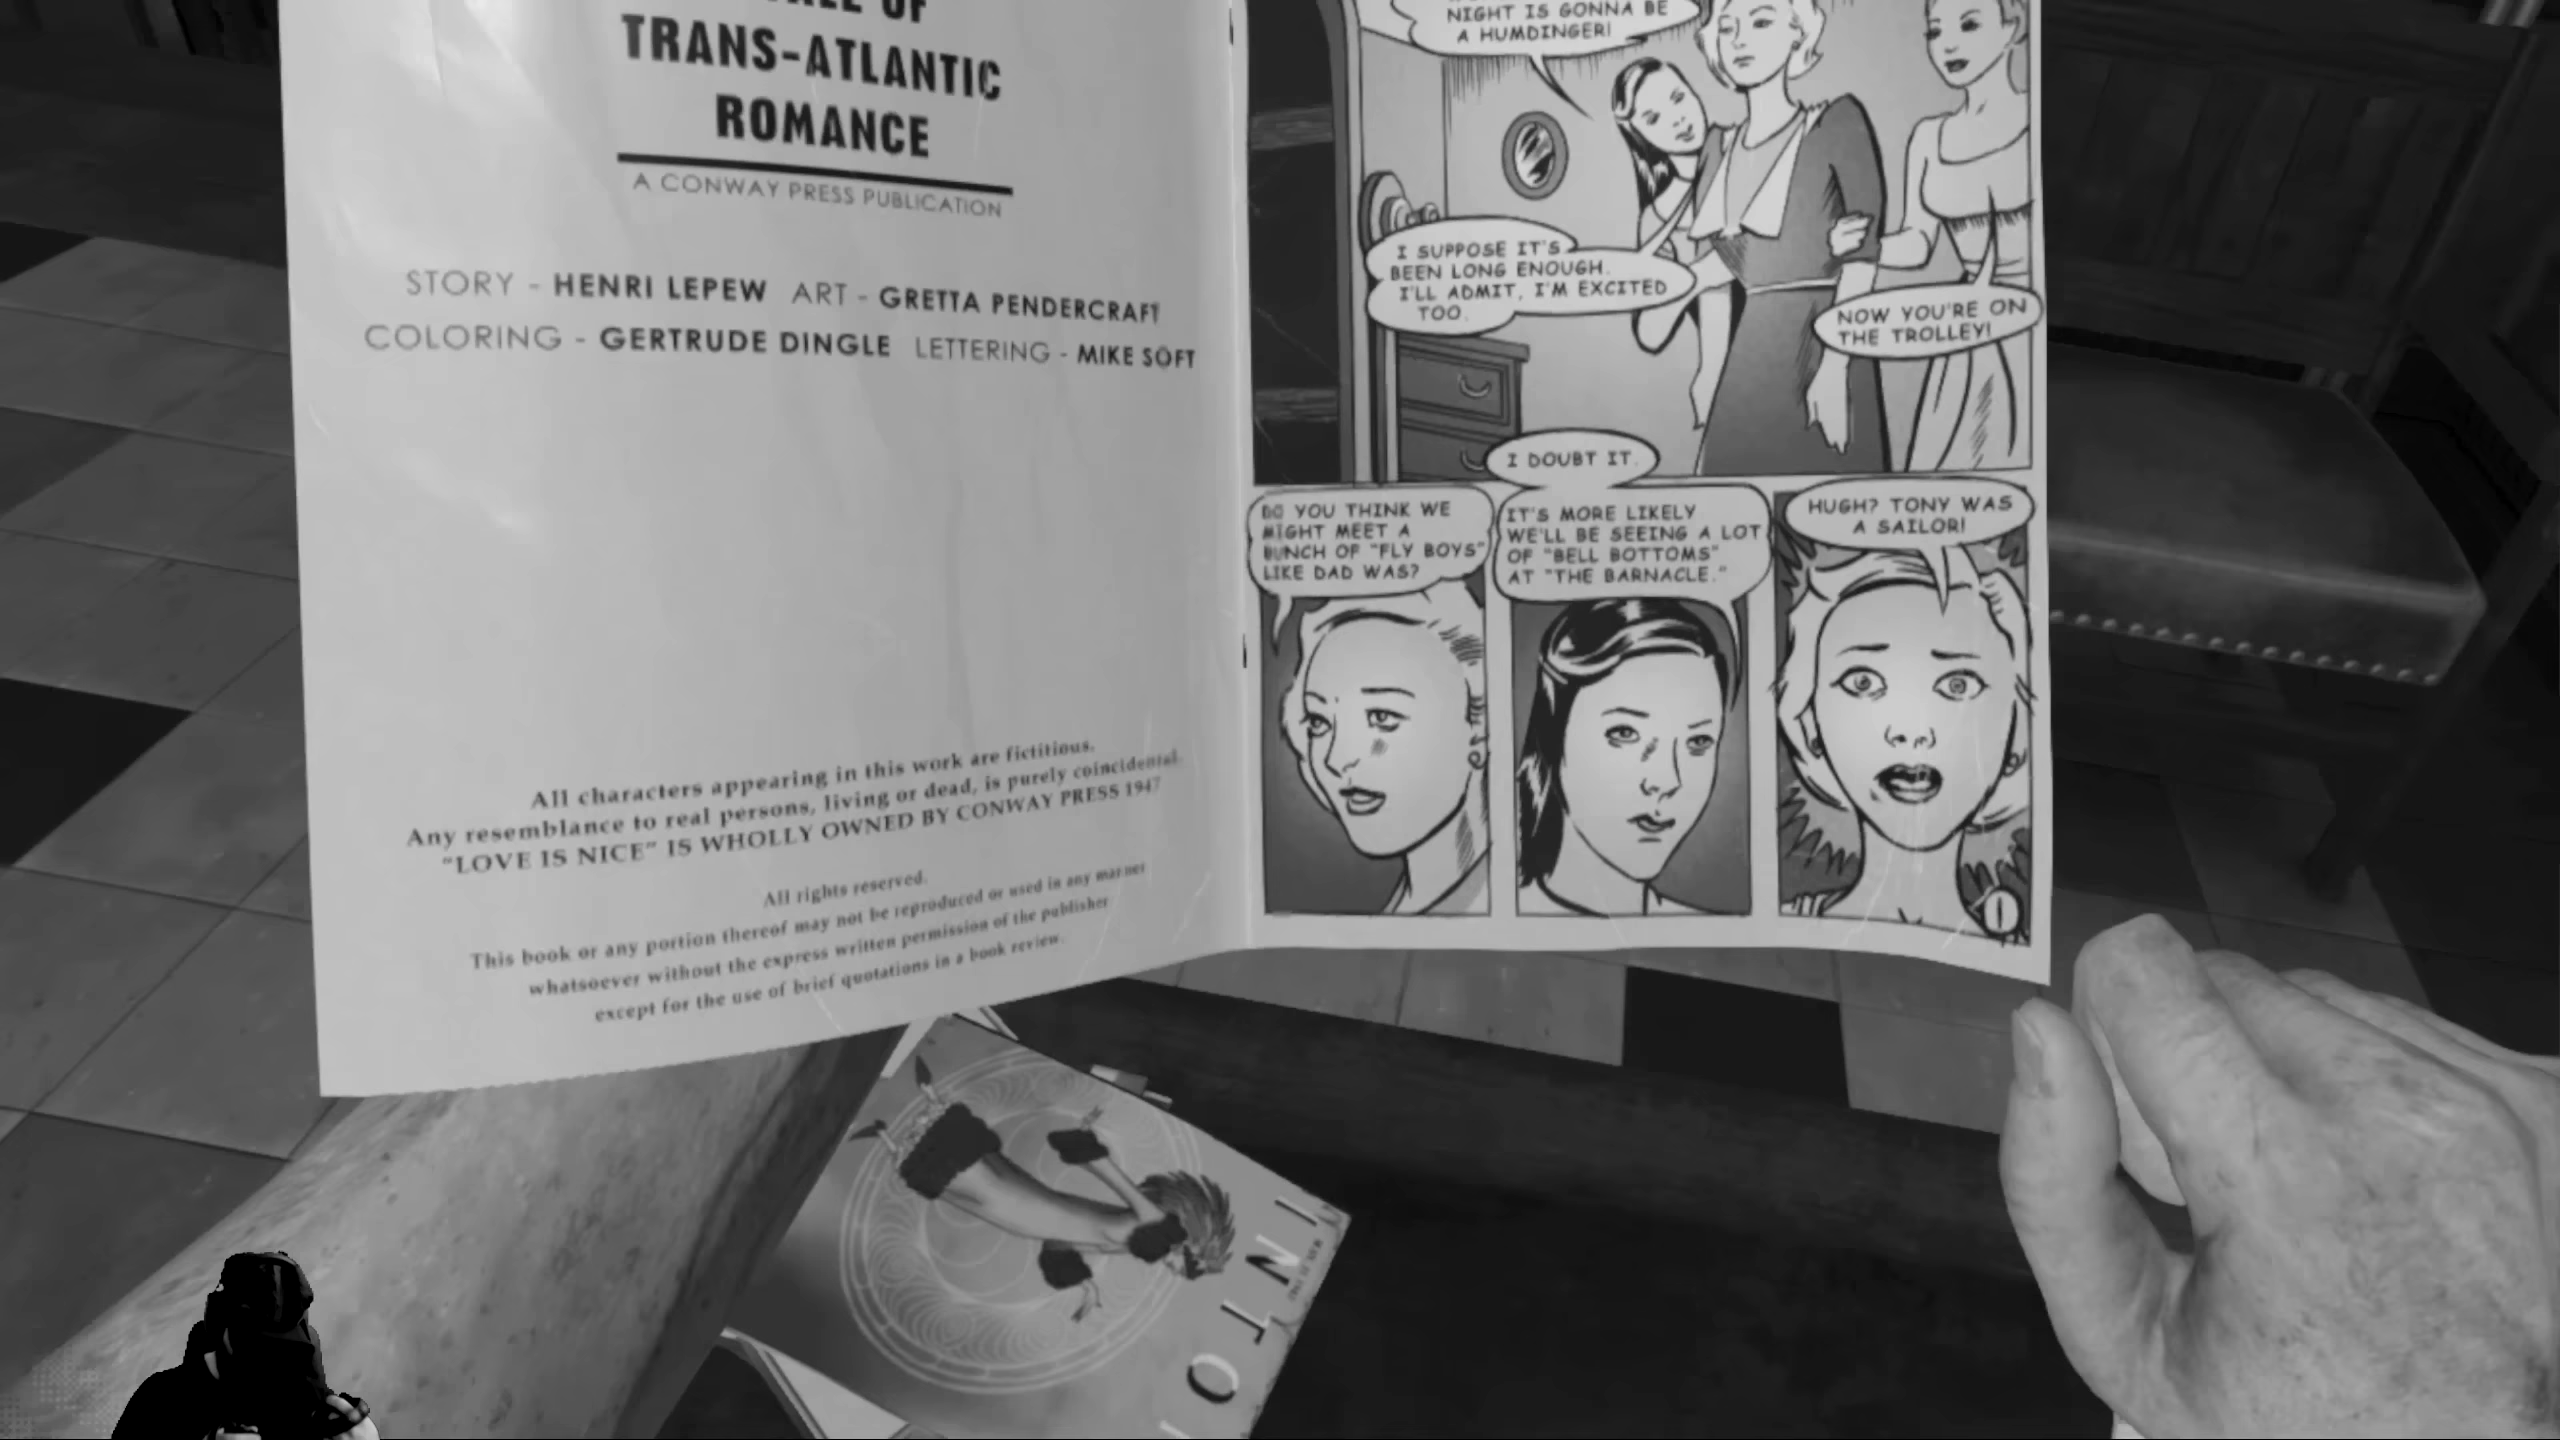 OF
TRANS-ATLANTIC
ROMANCE
A CONWAY PRESS PUBLICATION
STORY - HENRI LEPEW ART - GRETTA PENDERCRAFT
COLORING - GERTRUDE DINGLE LETTERING - MIKE SOFT
All characters appearing in this work are fictitious.
Any resemblance to real persons, living or dead, is purely coincidental.
"LOVE IS NICE" IS WHOLLY OWNED BY CONWAY PRESS 1947
All rights reserved.
This book or any portion thereof may not be reproduced or used in any manner
whatsoever without the express written permission of the publisher
except for the use of brief quotations in a book review.
NIGHT IS GONNA BE
A HUMDINGER!
I SUPPOSE IT'S
BEEN LONG ENOUGH.
I'LL ADMIT, I'M EXCITED
TOO.
NOW YOU'RE ON
THE TROLLEY!
DO YOU THINK WE
MIGHT MEET A
BUNCH OF "FLY BOYS"
LIKE DAD WAS?
I DOUBT IT.
IT'S MORE LIKELY
WE'LL BE SEEING A LOT
OF "BELL BOTTOMS"
AT "THE BARNACLE."
HUGH? TONY WAS
A SAILOR!
1